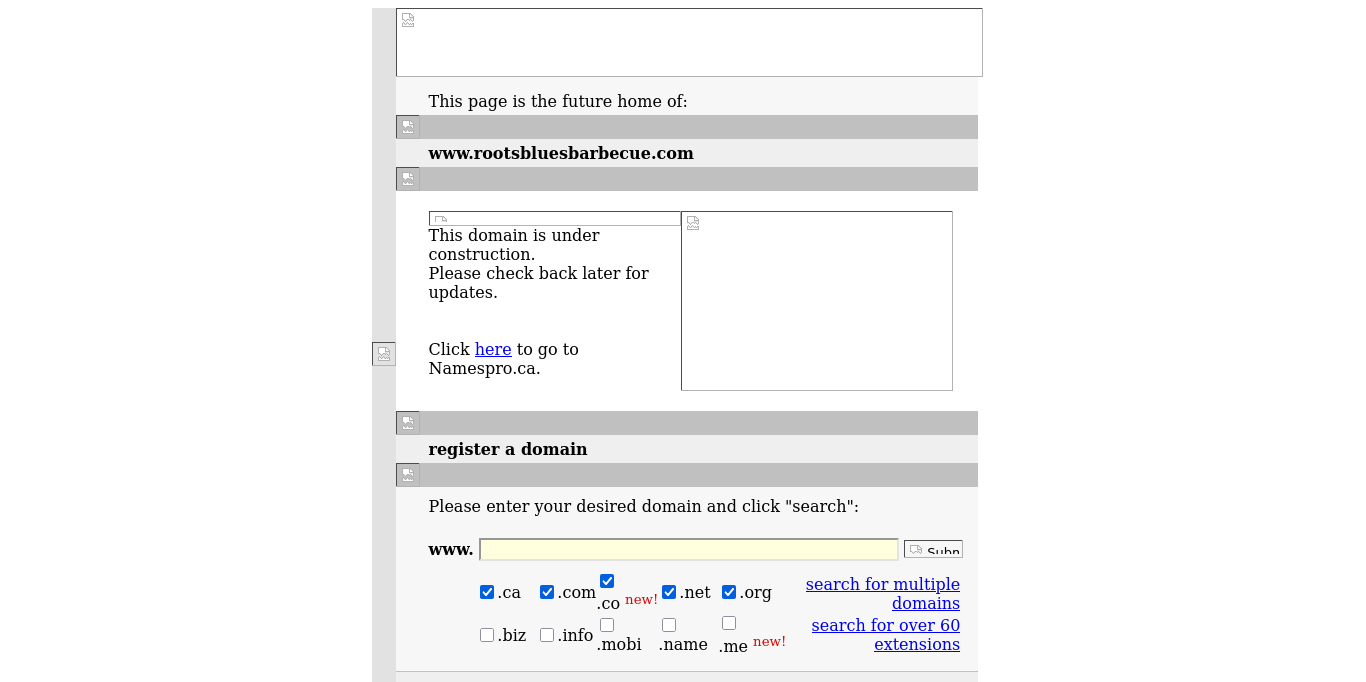 This page is the future home of:
www.rootsbluesbarbecue.com
This domain is under
construction.
Please check back later for
updates.
Click here to go to
Namespro.ca.
register a domain
Please enter your desired domain and click "search":
www.
.ca .com .co new! .net .org
search for multiple
domains
.biz .info .mobi .name .me new!
search for over 60
extensions